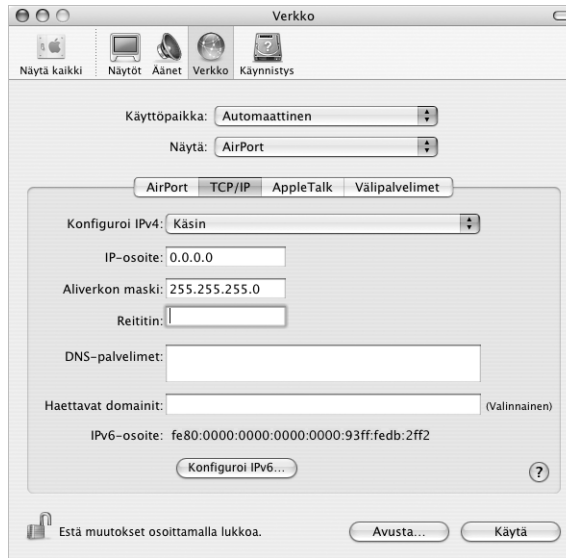 Verkko
Näytä kaikki Näytöt Äänet Verkko Käynnistys
Käyttöpaikka: Automaattinen
Näytä: AirPort
AirPort TCP/IP AppleTalk Välipalvelimet
Konfiguroi IPv4: Käsin
IP-osoite: 0.0.0.0
Aliverkon maski: 255.255.255.0
Reititin:
DNS-palvelimet:
Haettavat domainit: (Valinnainen)
IPv6-osoite: fe80:0000:0000:0000:0000:93ff:fedb:2ff2
Konfiguroi IPv6... ?
Estä muutokset osoittamalla lukkoa. Avusta... Käytä